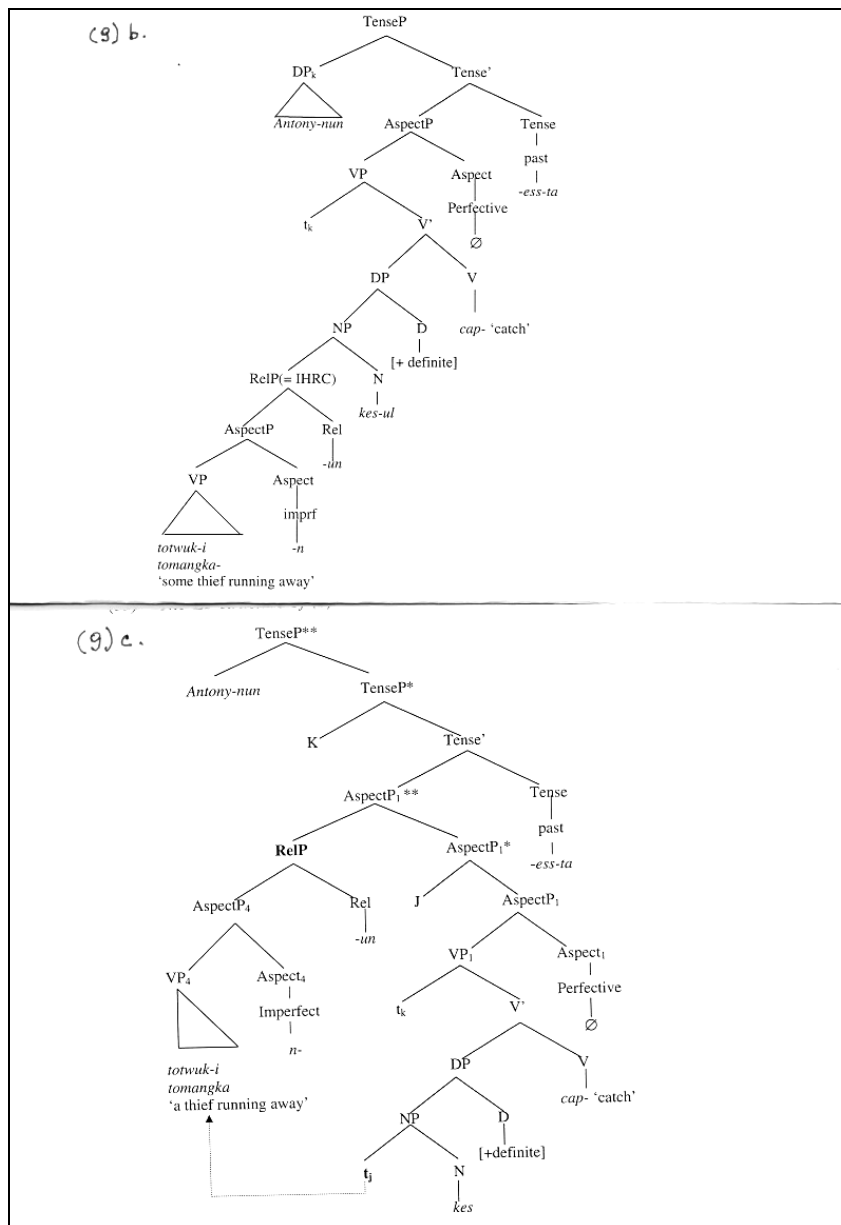 (9) b.
TenseP
DPk Tense’
Antony-nun AspectP Tense
past
VP Aspect -ess-ta
Perfective
tk V’
∅
DP V
NP D cap- ‘catch’
[+ definite]
RelP(= IHRC) N
kes-ul
AspectP Rel
-un
VP Aspect
imprf
totwuk-i -n
tomangka-
‘some thief running away’
(9) c.
TenseP**
Antony-nun TenseP*
K Tense’
AspectP1** Tense
past
RelP AspectP1* -ess-ta
AspectP4 Rel J AspectP1
-un
VP4 Aspect4 VP1 Aspect1
Imperfect Perfective
tk V’
n- ∅
totwuk-i DP V
tomangka
‘a thief running away’ cap- ‘catch’
NP D
[+definite]
tj N
kes